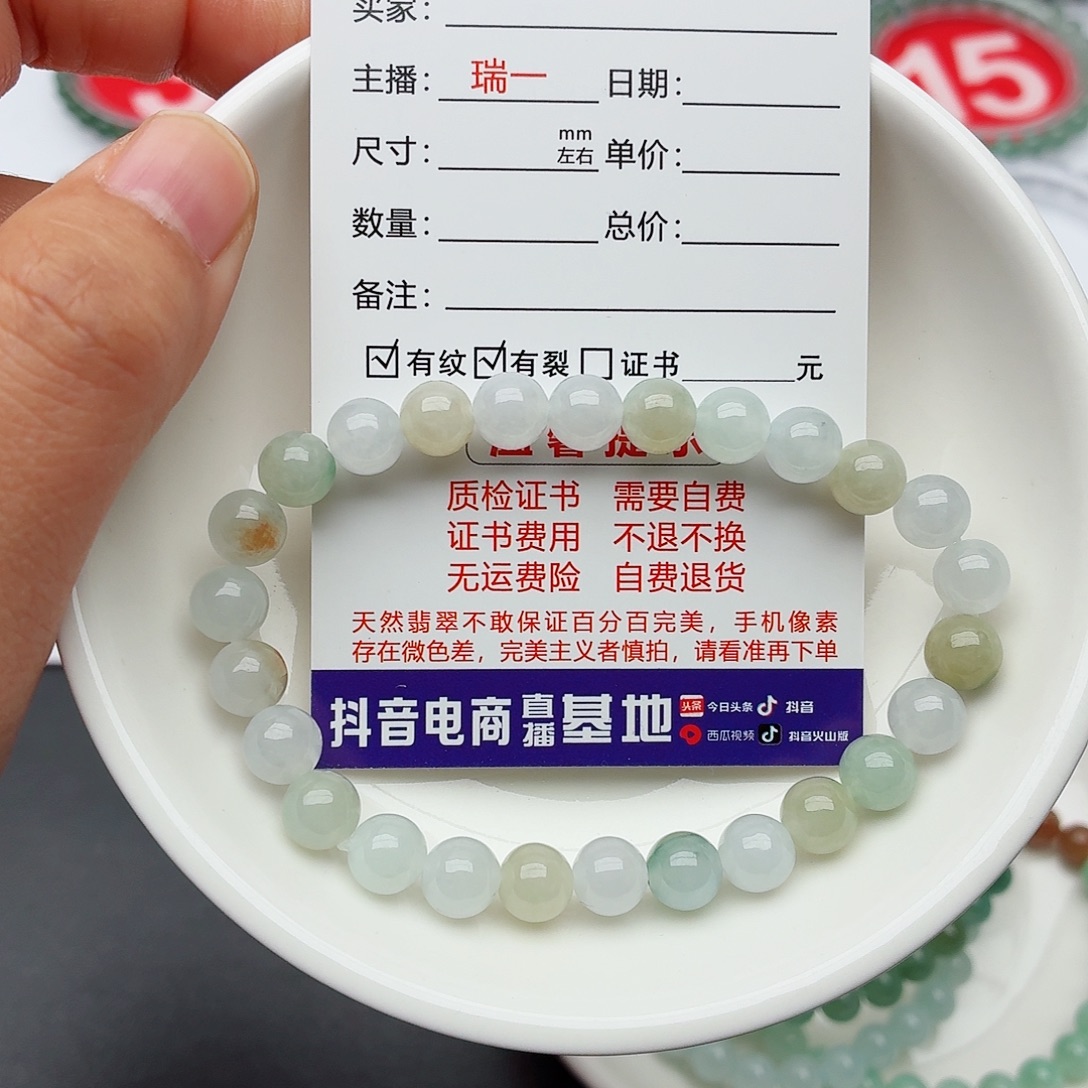 买家：
主播：瑞一 日期：
尺寸： mm左右 单价：
数量： 总价：
备注：
☑有纹☑有裂☐证书 元
质检证书 需要自费
证书费用 不退不换
无运费险 自费退货
天然翡翠不敢保证百分百完美，手机像素
存在微色差，完美主义者慎拍，请看准再下单
抖音电商直播基地
头条 今日头条 抖音
西瓜视频 抖音火山版
15